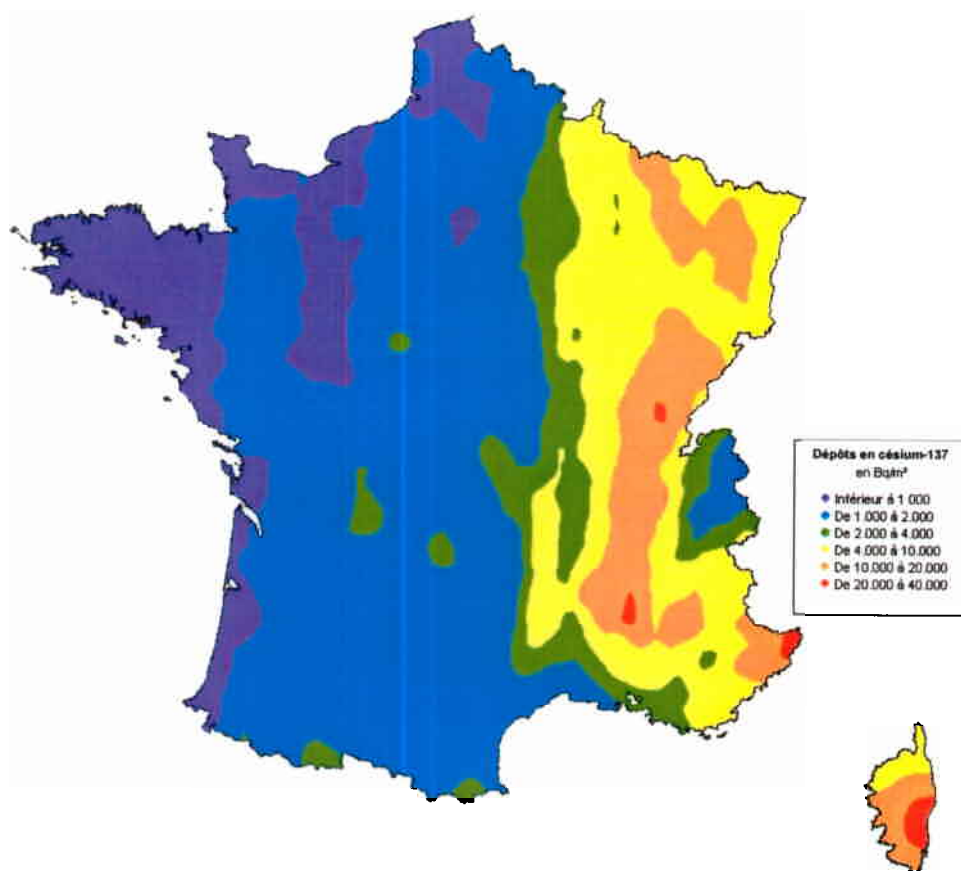 Dépôts en césium-137
en Bq/m²
Inférieur à 1 000
De 1.000 à 2.000
De 2.000 à 4.000
De 4.000 à 10.000
De 10.000 à 20.000
De 20.000 à 40.000